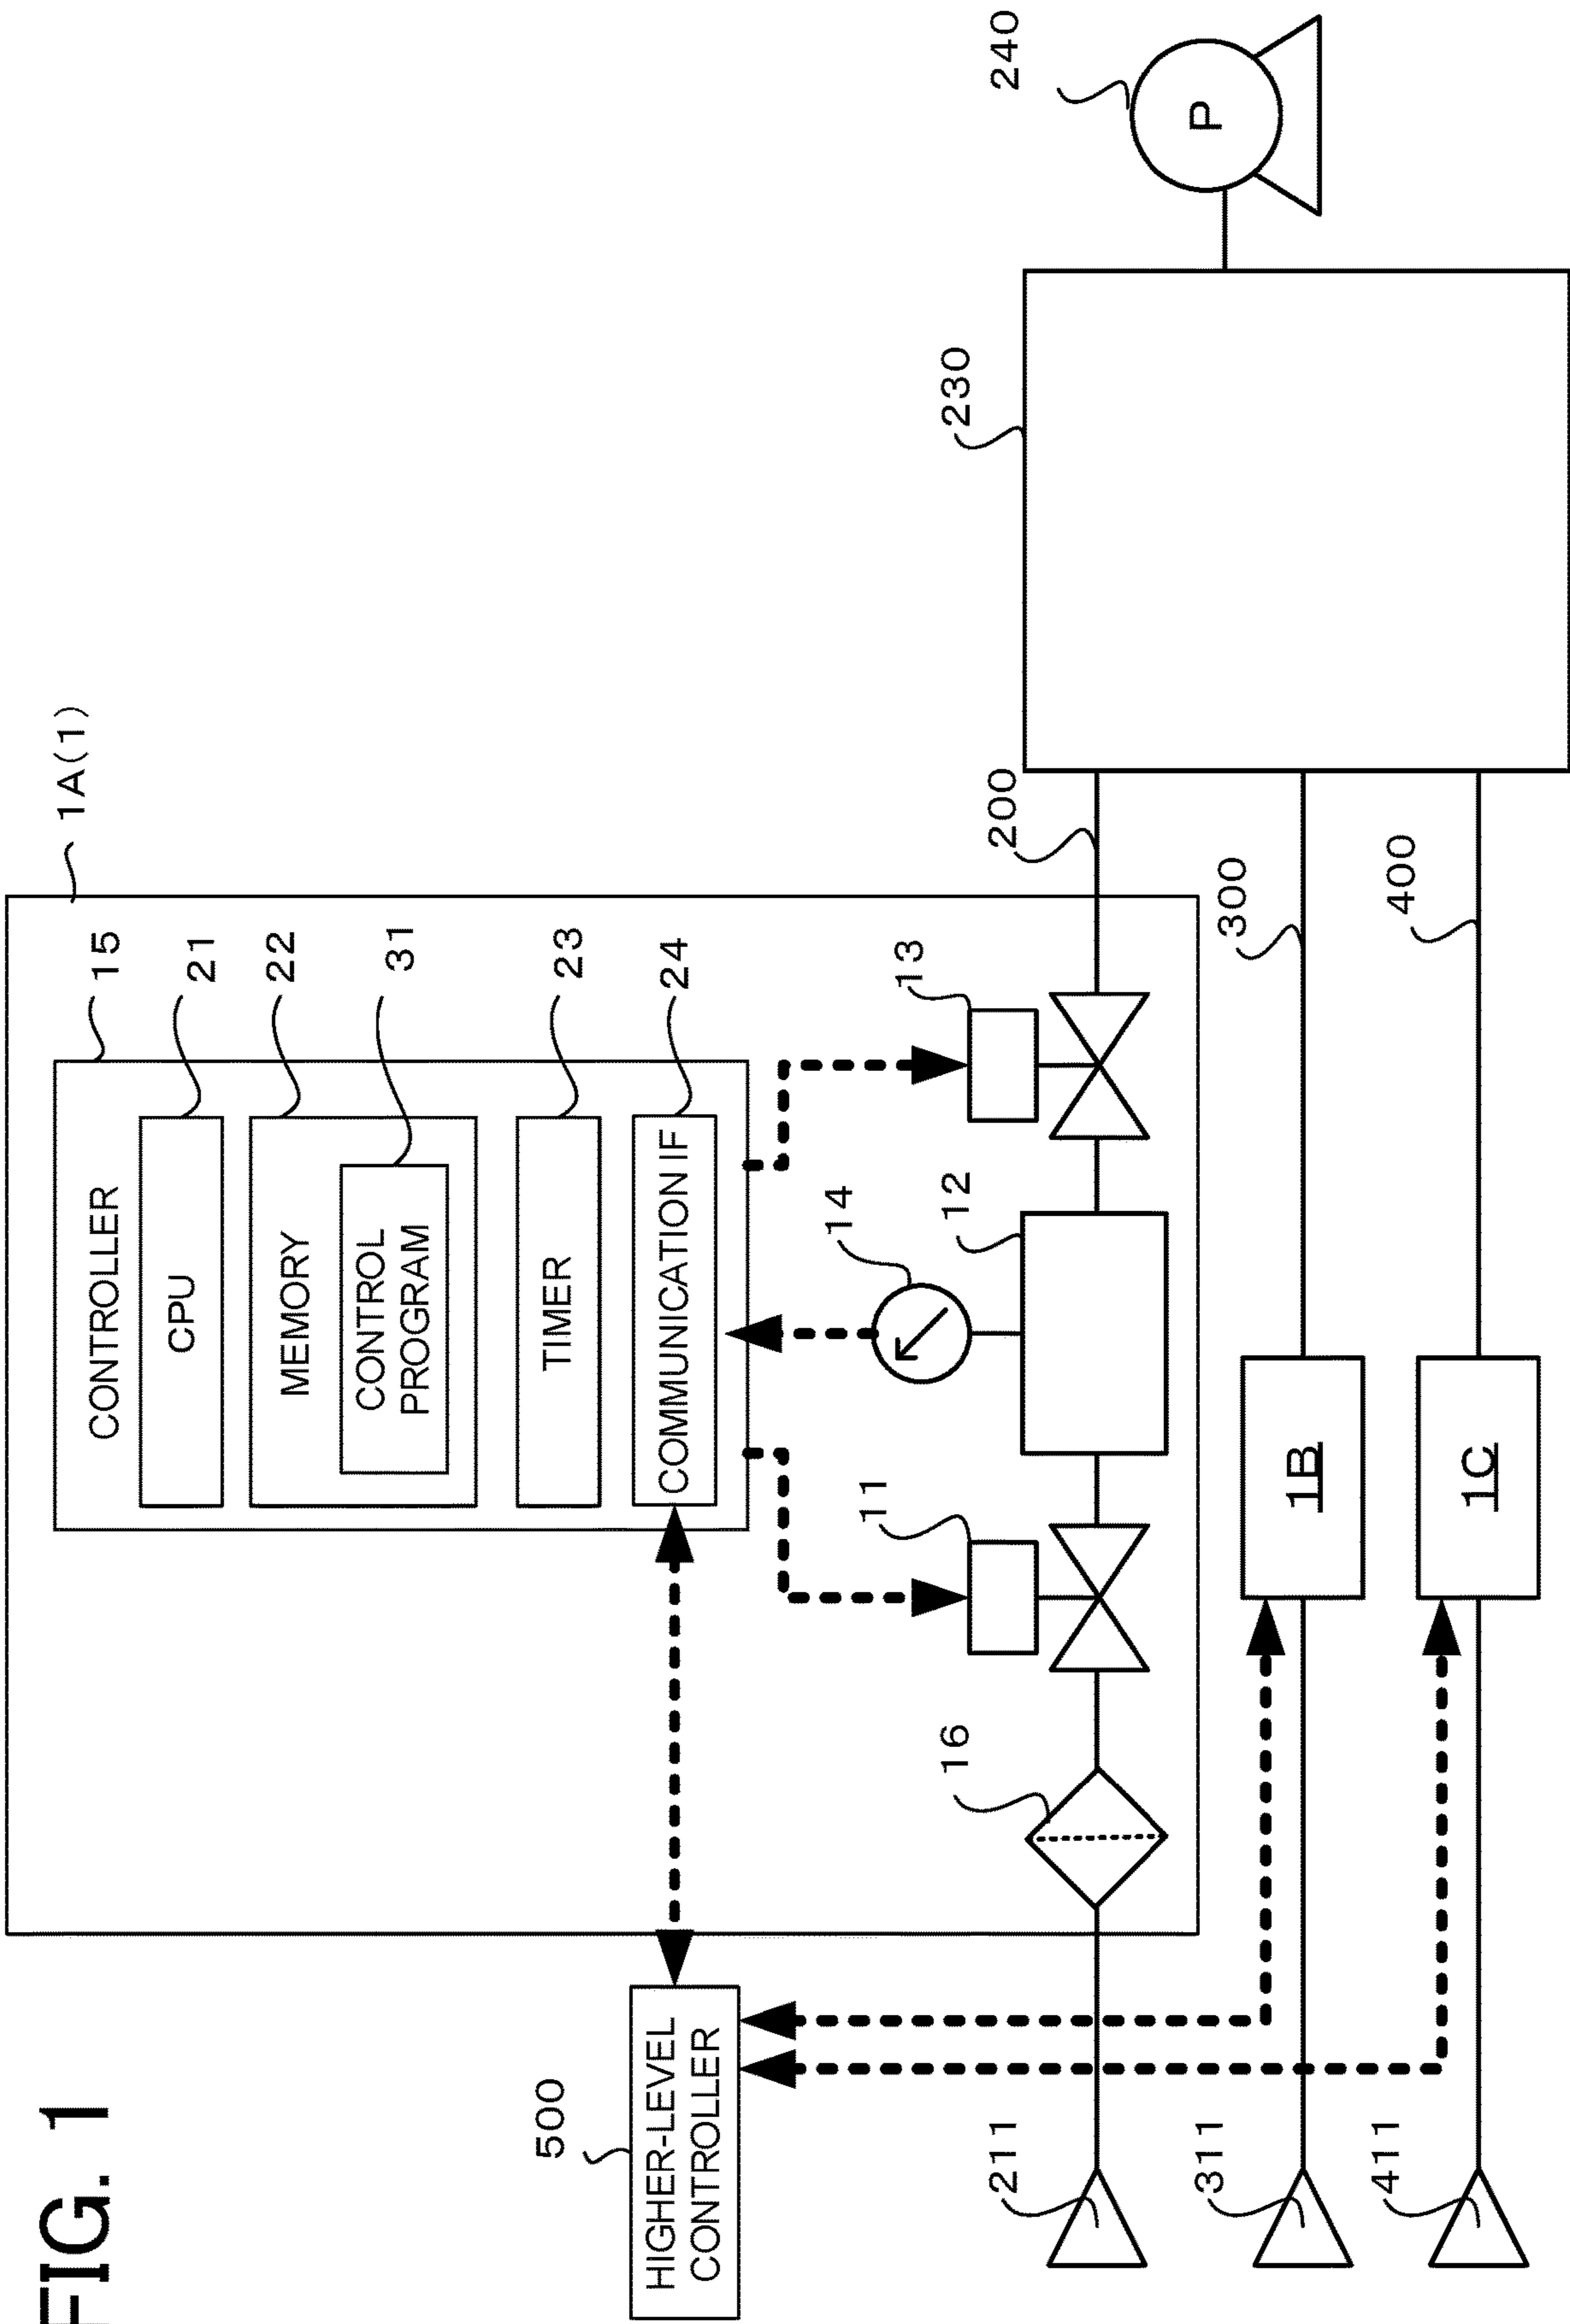 FIG. 1
1A(1)
15
CONTROLLER
21
CPU
22
MEMORY
31
CONTROL
PROGRAM
23
TIMER
24
COMMUNICATION IF
500
HIGHER-LEVEL
CONTROLLER
14
11
13
16
12
200
230
240
P
211
300
311
1B
400
411
1C